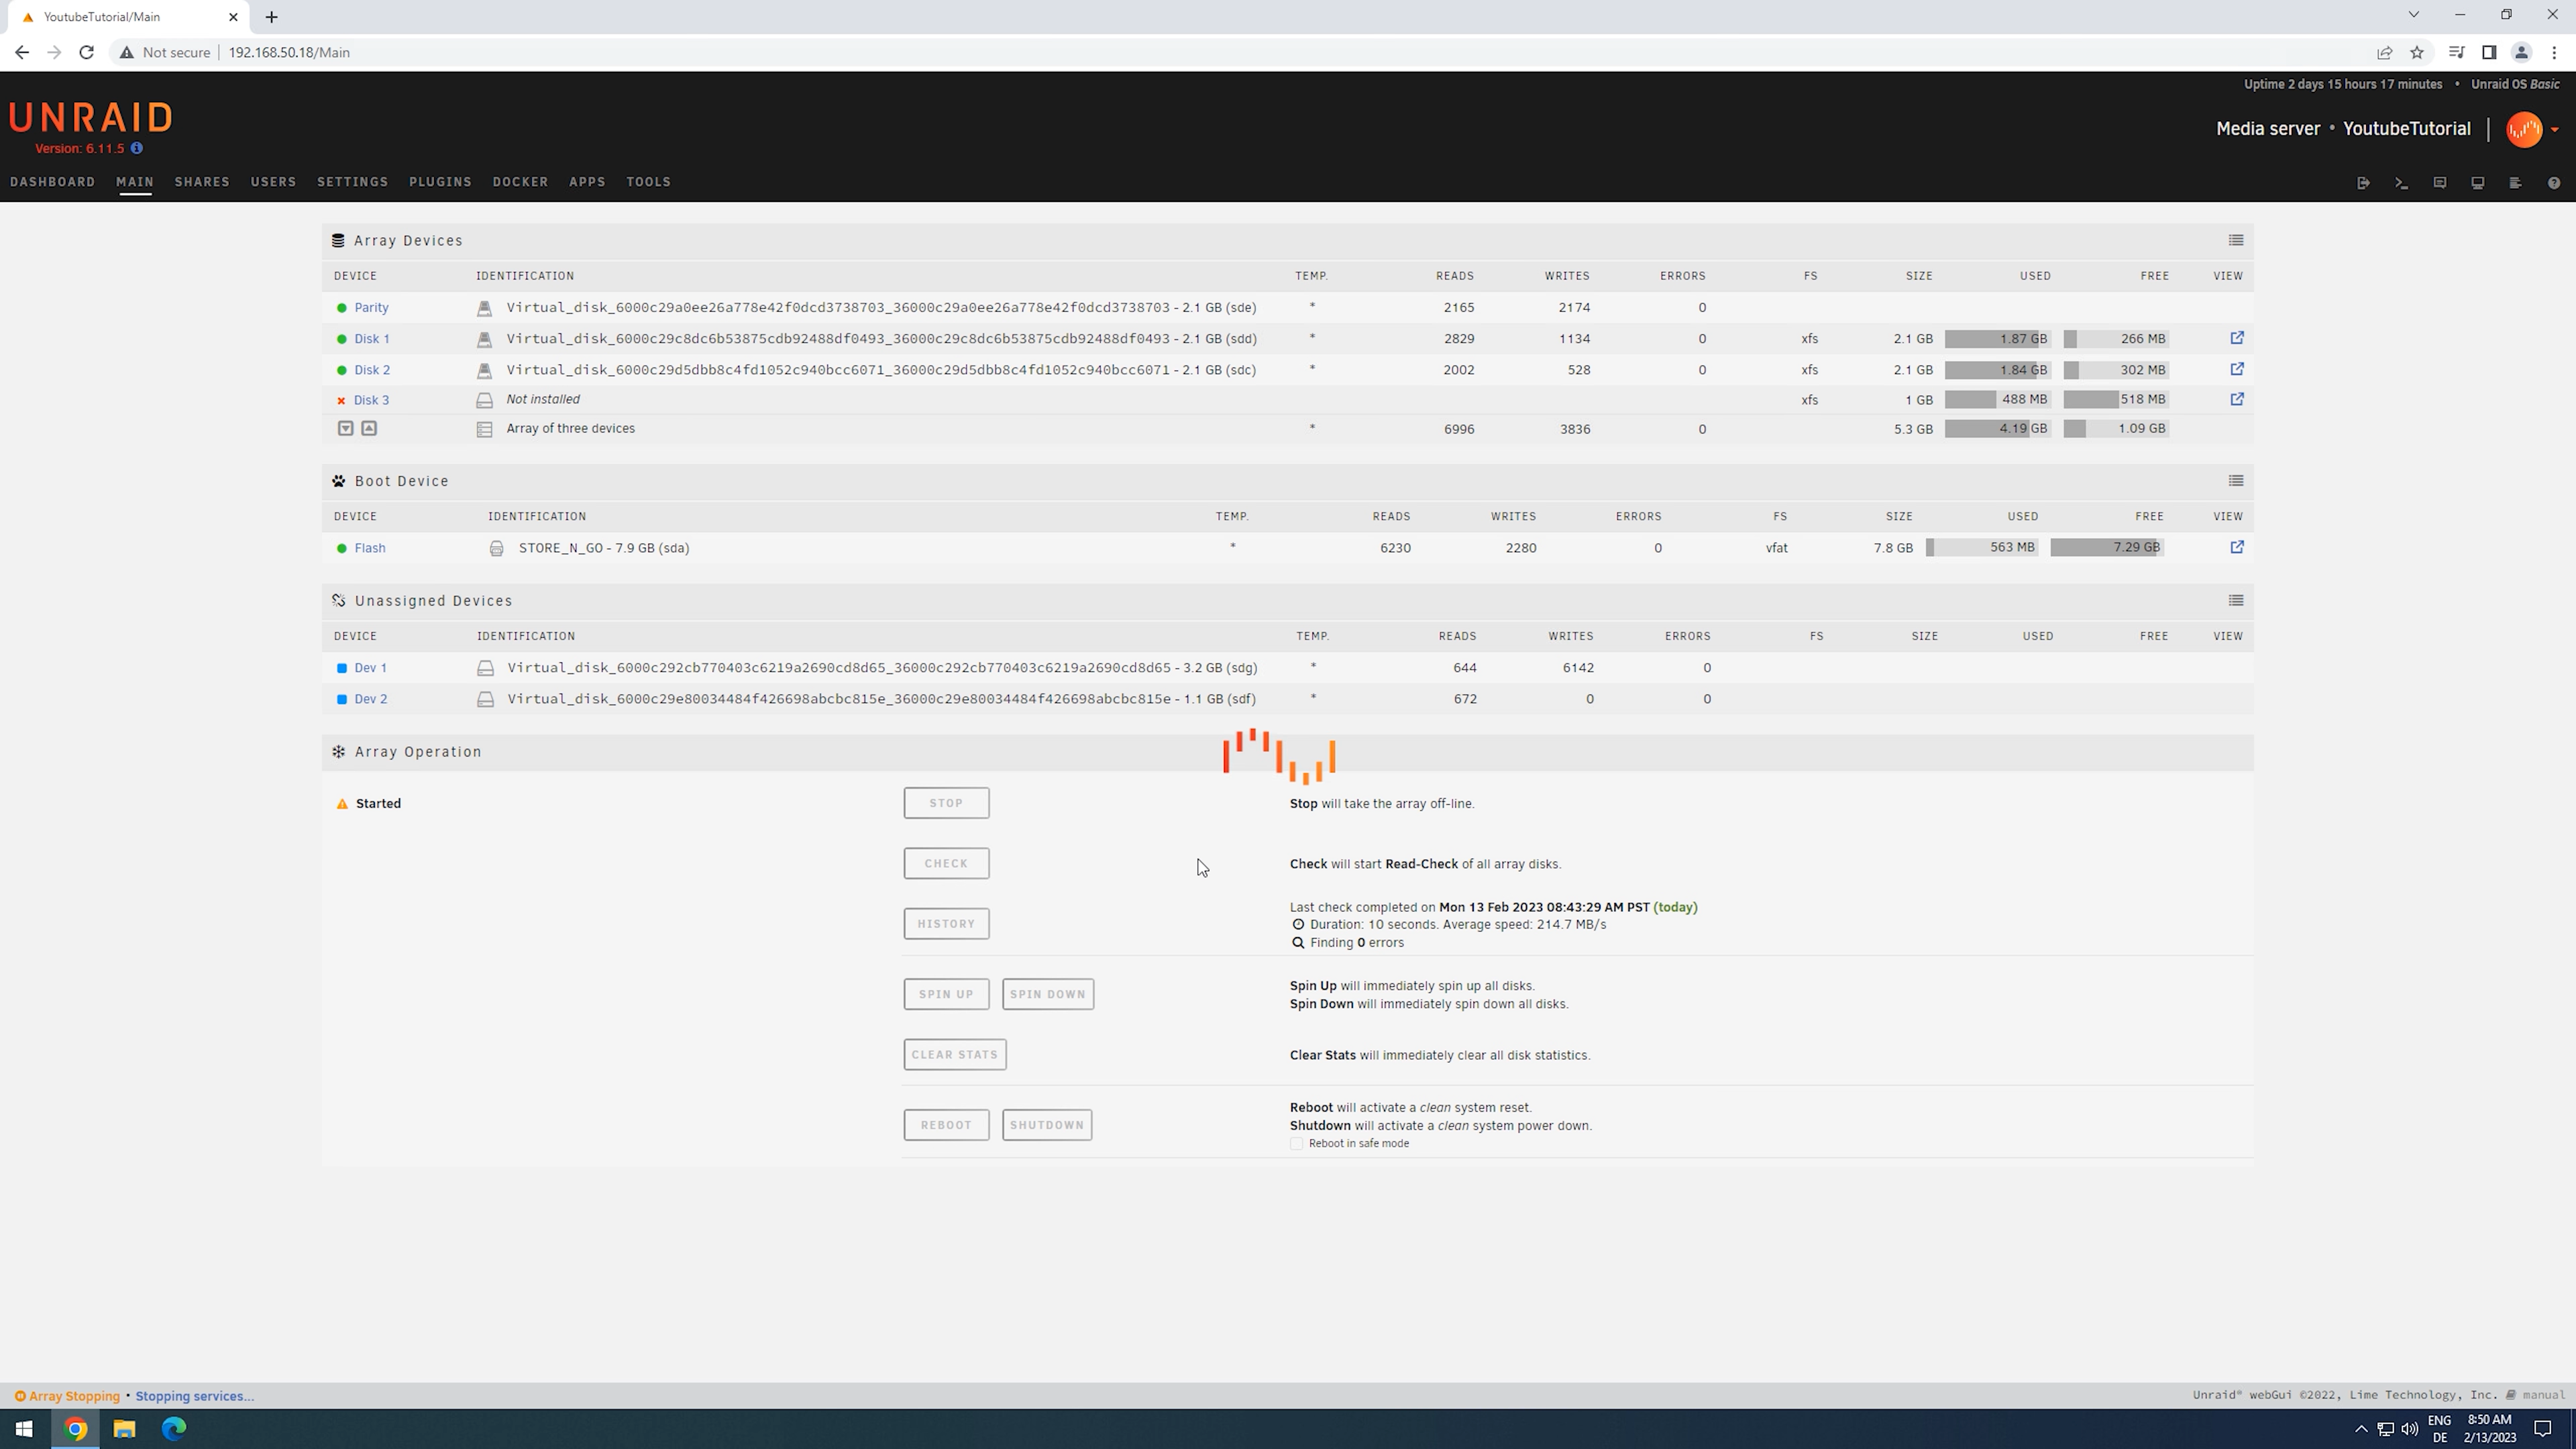 YoutubeTutorial/Main
Not secure 192.168.50.18/Main
Uptime 2 days 15 hours 17 minutes • Unraid OS Basic
UNRAID
Version: 6.11.5
Media server • YoutubeTutorial
DASHBOARD MAIN SHARES USERS SETTINGS PLUGINS DOCKER APPS TOOLS
Array Devices
DEVICE IDENTIFICATION TEMP. READS WRITES ERRORS FS SIZE USED FREE VIEW
Parity Virtual_disk_6000c29a0ee26a778e42f0dcd3738703_36000c29a0ee26a778e42f0dcd3738703 - 2.1 GB (sde) * 2165 2174 0
Disk 1 Virtual_disk_6000c29c8dc6b53875cdb92488df0493_36000c29c8dc6b53875cdb92488df0493 - 2.1 GB (sdd) * 2829 1134 0 xfs 2.1 GB 1.87 GB 266 MB
Disk 2 Virtual_disk_6000c29d5dbb8c4fd1052c940bcc6071_36000c29d5dbb8c4fd1052c940bcc6071 - 2.1 GB (sdc) * 2002 528 0 xfs 2.1 GB 1.84 GB 302 MB
Disk 3 Not installed xfs 1 GB 488 MB 518 MB
Array of three devices * 6996 3836 0 5.3 GB 4.19 GB 1.09 GB
Boot Device
DEVICE IDENTIFICATION TEMP. READS WRITES ERRORS FS SIZE USED FREE VIEW
Flash STORE_N_GO - 7.9 GB (sda) * 6230 2280 0 vfat 7.8 GB 563 MB 7.29 GB
Unassigned Devices
DEVICE IDENTIFICATION TEMP. READS WRITES ERRORS FS SIZE USED FREE VIEW
Dev 1 Virtual_disk_6000c292cb770403c6219a2690cd8d65_36000c292cb770403c6219a2690cd8d65 - 3.2 GB (sdg) * 644 6142 0
Dev 2 Virtual_disk_6000c29e80034484f426698abcbc815e_36000c29e80034484f426698abcbc815e - 1.1 GB (sdf) * 672 0 0
Array Operation
Started STOP Stop will take the array off-line.
CHECK Check will start Read-Check of all array disks.
Last check completed on Mon 13 Feb 2023 08:43:29 AM PST (today)
HISTORY Duration: 10 seconds. Average speed: 214.7 MB/s
Finding 0 errors
SPIN UP SPIN DOWN Spin Up will immediately spin up all disks.
Spin Down will immediately spin down all disks.
CLEAR STATS Clear Stats will immediately clear all disk statistics.
Reboot will activate a clean system reset.
REBOOT SHUTDOWN Shutdown will activate a clean system power down.
Reboot in safe mode
Array Stopping • Stopping services... Unraid® webGui ©2022, Lime Technology, Inc. manual
ENG 8:50 AM
DE 2/13/2023